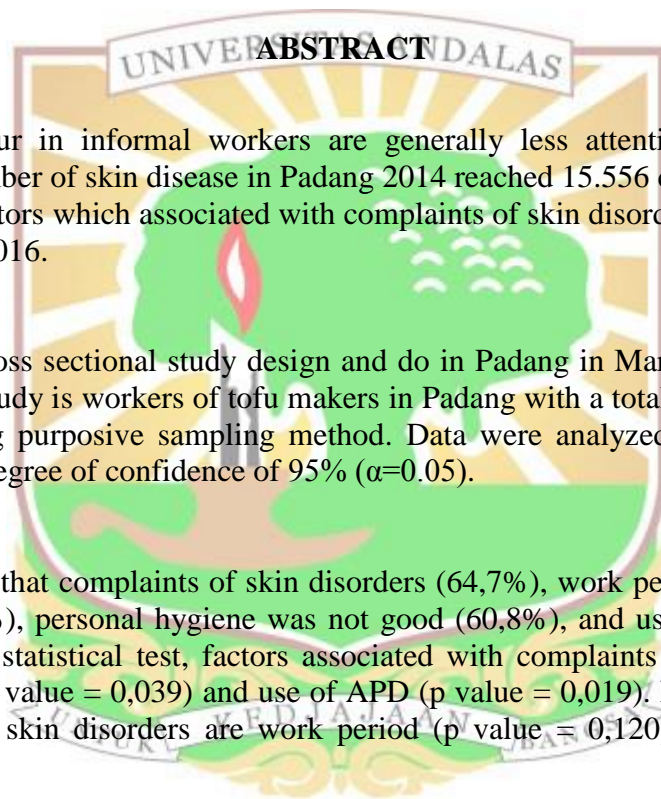 ABSTRACT
UNIVERSITAS ANDALAS
ur in informal workers are generally less attenti
ber of skin disease in Padang 2014 reached 15.556
tors which associated with complaints of skin disord
016.
oss sectional study design and do in Padang in Mar
udy is workers of tofu makers in Padang with a total
g purposive sampling method. Data were analyzed
egree of confidence of 95% (α=0.05).
that complaints of skin disorders (64,7%), work pe
%), personal hygiene was not good (60,8%), and us
statistical test, factors associated with complaints
value = 0,039) and use of APD (p value = 0,019).
skin disorders are work period (p value = 0,120
UNTUK KEDJAJAAN BANGSA